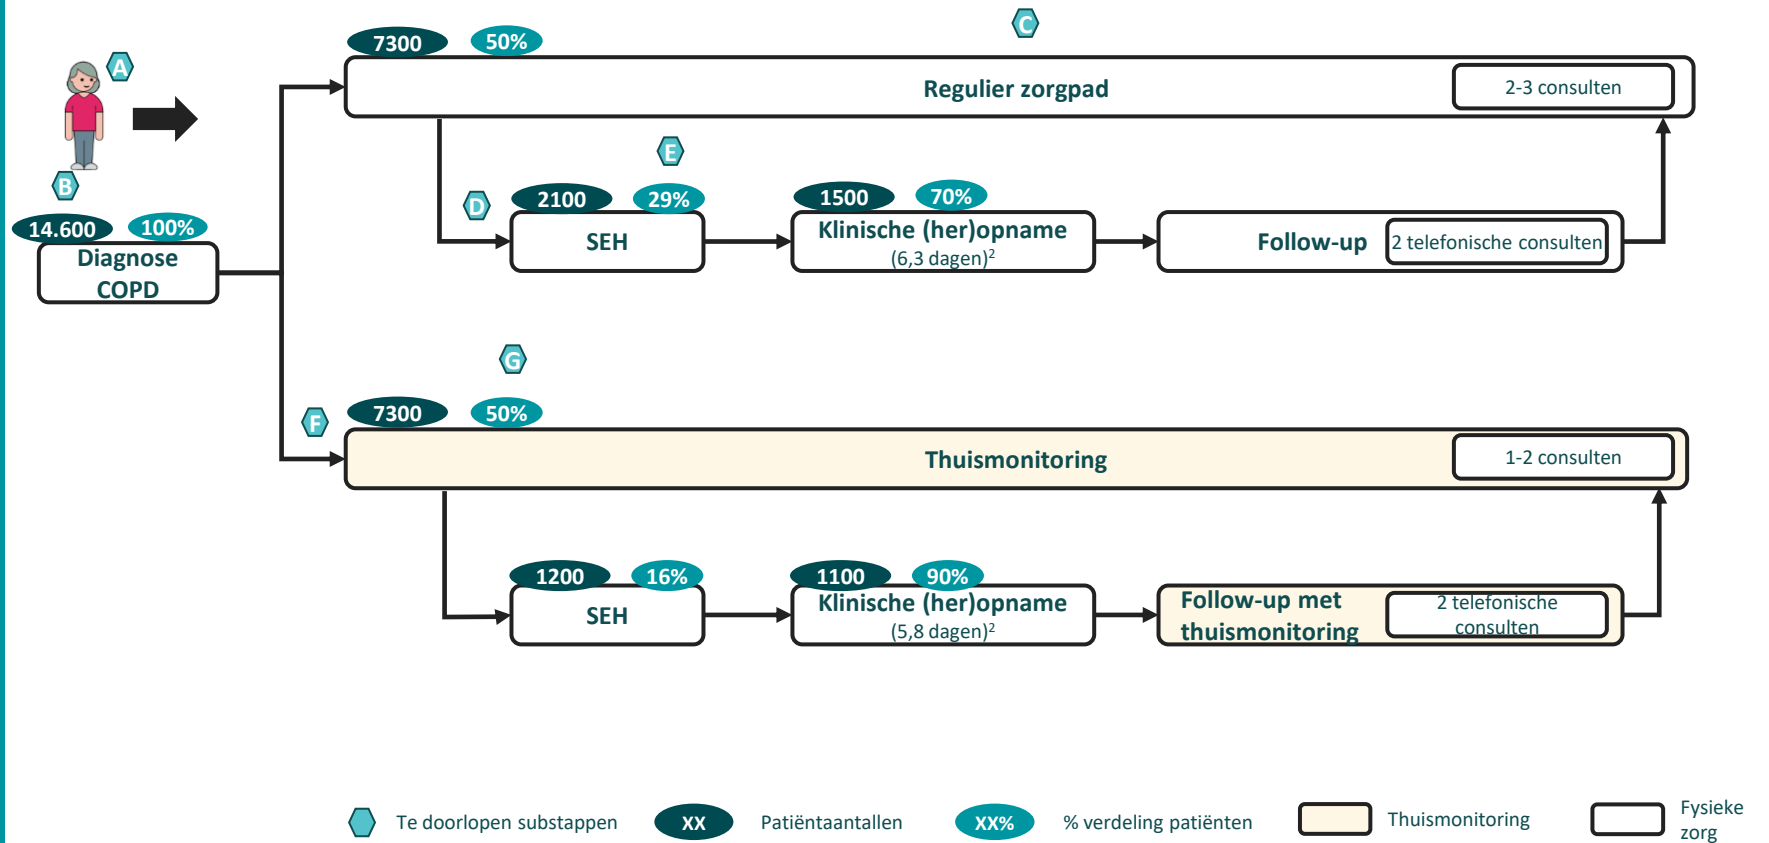 C
7300
50%
Regulier zorgpad
2-3 consulten
A
B
14.600
100%
Diagnose
COPD
D
E
2100
29%
SEH
1500
70%
Klinische (her)opname
(6,3 dagen)²
Follow-up
2 telefonische consulten
G
F
7300
50%
Thuismonitoring
1-2 consulten
1200
16%
SEH
1100
90%
Klinische (her)opname
(5,8 dagen)²
Follow-up met
thuismonitoring
2 telefonische
consulten
Te doorlopen substappen
XX
Patiëntaantallen
XX%
% verdeling patiënten
Thuismonitoring
Fysieke
zorg